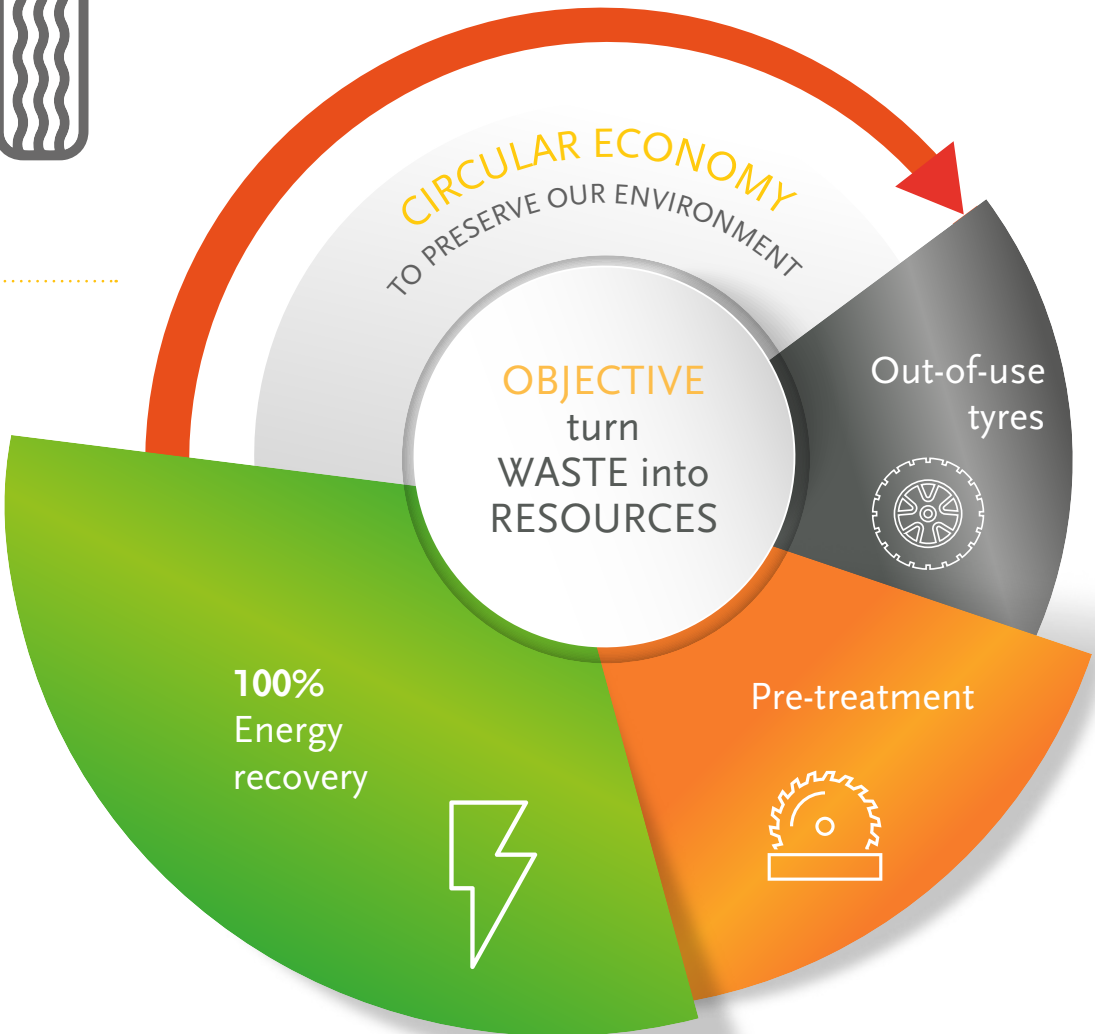 CIRCULAR ECONOMY
TO PRESERVE OUR ENVIRONMENT
OBJECTIVE
turn
WASTE into
RESOURCES
Out-of-use
tyres
Pre-treatment
100%
Energy
recovery